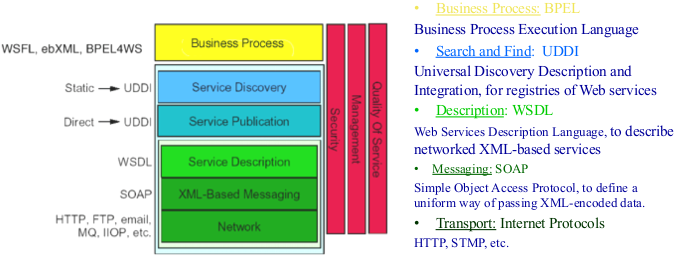 WSFL, ebXML, BPEL4WS
Business Process
Static → UDDI
Service Discovery
Direct → UDDI
Service Publication
WSDL
Service Description
SOAP
XML-Based Messaging
HTTP, FTP, email,
MQ, IIOP, etc.
Network
Security
Management
Quality Of Service
• Business Process: BPEL
Business Process Execution Language
• Search and Find: UDDI
Universal Discovery Description and
Integration, for registries of Web services
• Description: WSDL
Web Services Description Language, to describe
networked XML-based services
• Messaging: SOAP
Simple Object Access Protocol, to define a
uniform way of passing XML-encoded data.
• Transport: Internet Protocols
HTTP, STMP, etc.